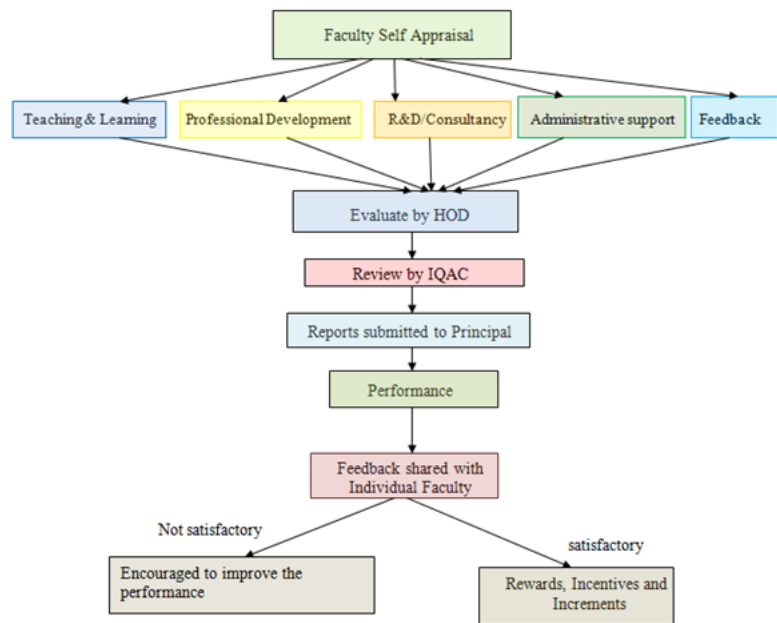 Faculty Self Appraisal
Teaching & Learning
Professional Development
R&D/Consultancy
Administrative support
Feedback
Evaluate by HOD
Review by IQAC
Reports submitted to Principal
Performance
Feedback shared with
Individual Faculty
Not satisfactory
satisfactory
Encouraged to improve the
performance
Rewards, Incentives and
Increments